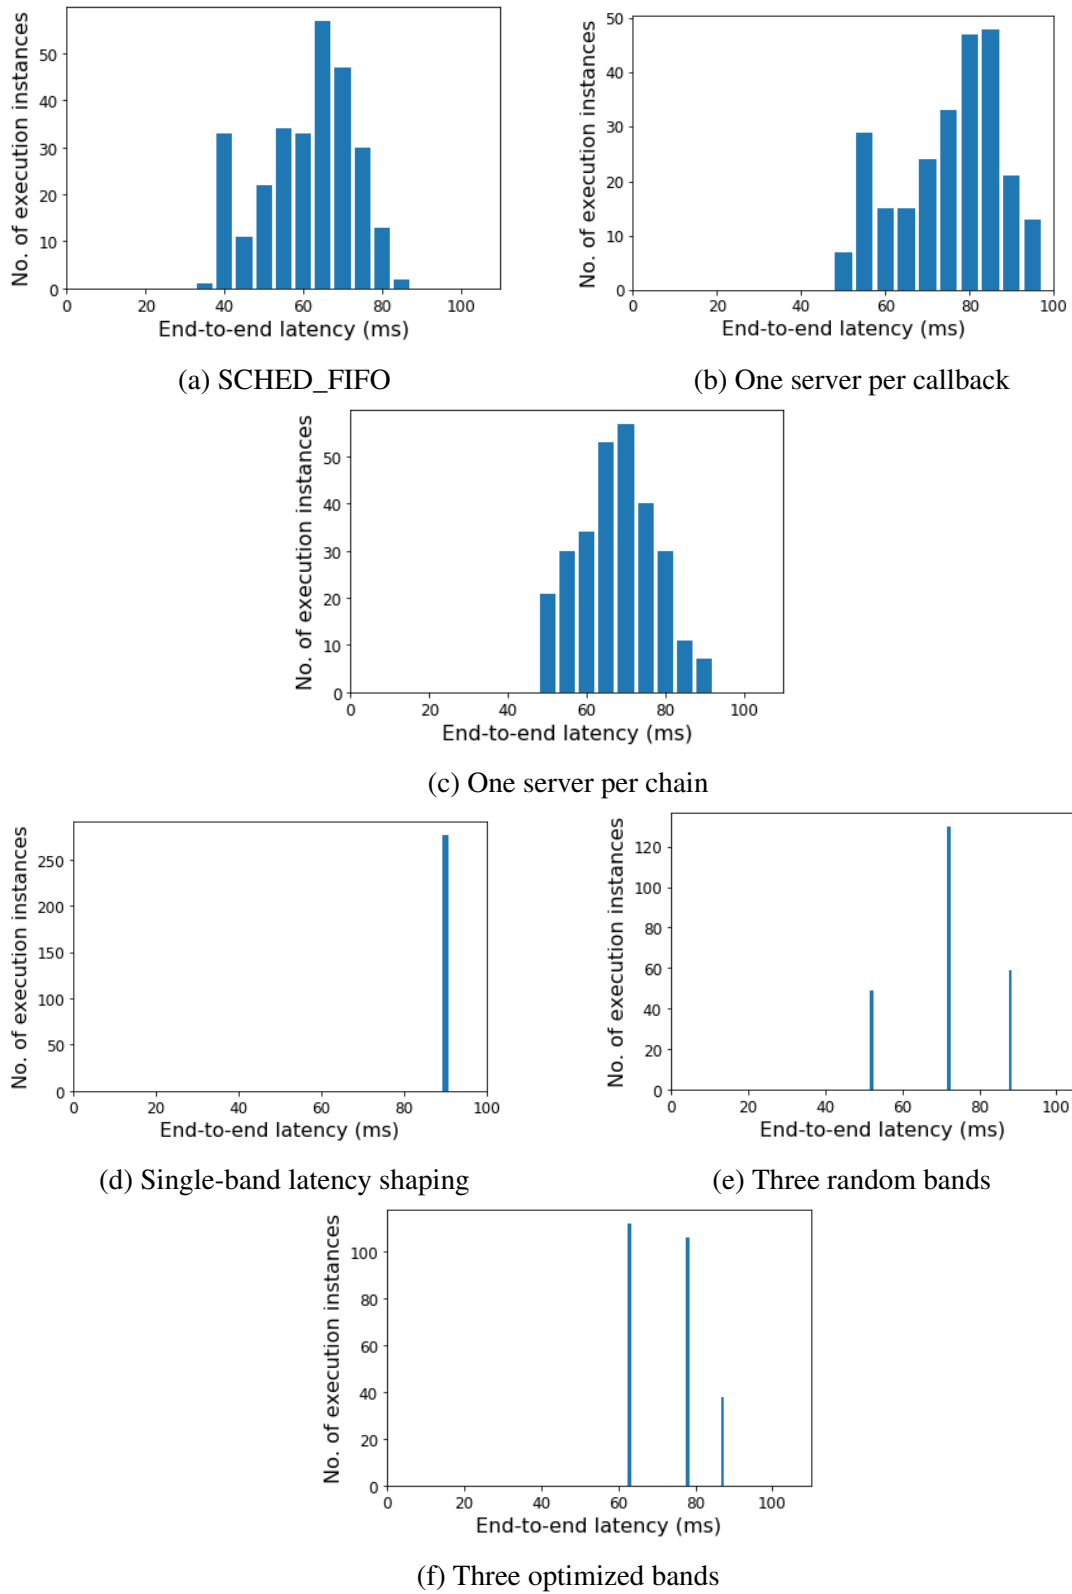 No. of execution instances
50
40
30
20
10
0
0 20 40 60 80 100
End-to-end latency (ms)
(a) SCHED_FIFO
No. of execution instances
50
40
30
20
10
0
0 20 40 60 80 100
End-to-end latency (ms)
(b) One server per callback
No. of execution instances
50
40
30
20
10
0
0 20 40 60 80 100
End-to-end latency (ms)
(c) One server per chain
No. of execution instances
250
200
150
100
50
0
0 20 40 60 80 100
End-to-end latency (ms)
(d) Single-band latency shaping
No. of execution instances
120
100
80
60
40
20
0
0 20 40 60 80 100
End-to-end latency (ms)
(e) Three random bands
No. of execution instances
100
80
60
40
20
0
0 20 40 60 80 100
End-to-end latency (ms)
(f) Three optimized bands